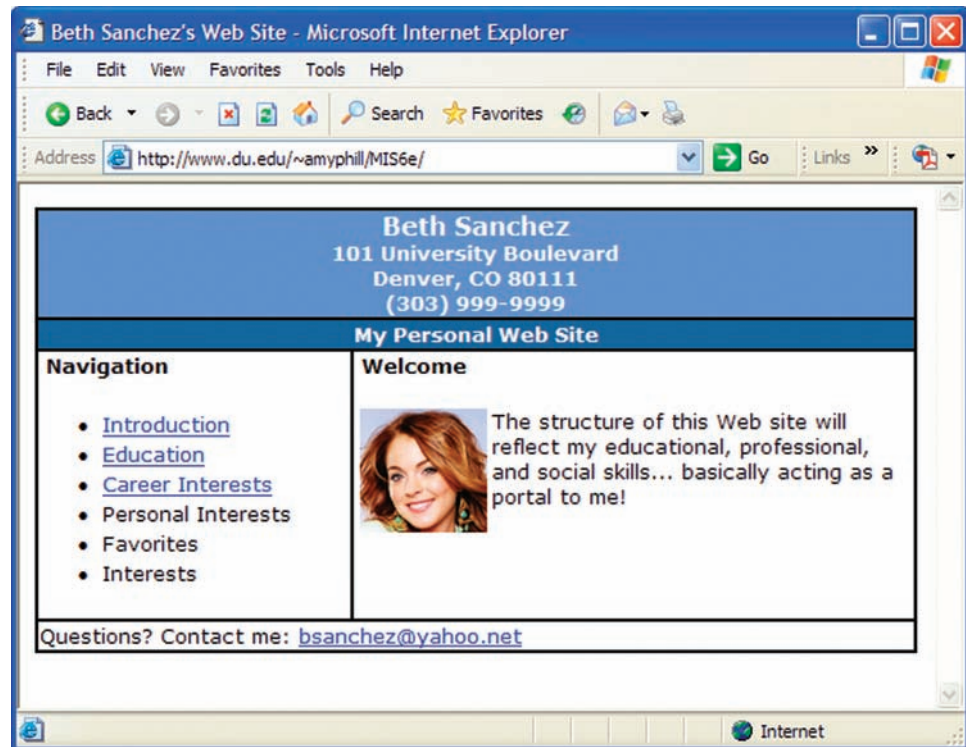 Beth Sanchez's Web Site - Microsoft Internet Explorer
File Edit View Favorites Tools Help
Back Search Favorites
Address http://www.du.edu/~amyphill/MIS6e/ Go Links »
Beth Sanchez
101 University Boulevard
Denver, CO 80111
(303) 999-9999
My Personal Web Site
Navigation
• Introduction
• Education
• Career Interests
• Personal Interests
• Favorites
• Interests
Welcome
The structure of this Web site will
reflect my educational, professional,
and social skills... basically acting as a
portal to me!
Questions? Contact me: bsanchez@yahoo.net
Internet